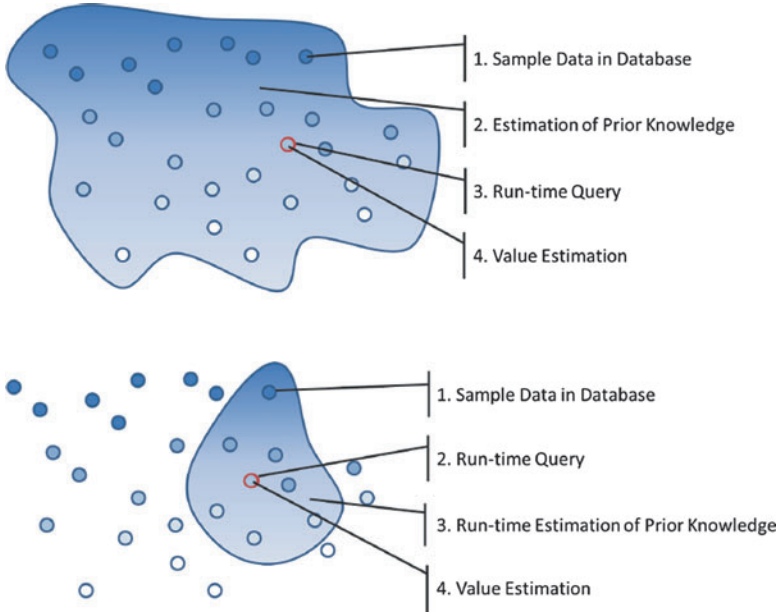 1. Sample Data in Database
2. Estimation of Prior Knowledge
3. Run-time Query
4. Value Estimation
1. Sample Data in Database
2. Run-time Query
3. Run-time Estimation of Prior Knowledge
4. Value Estimation